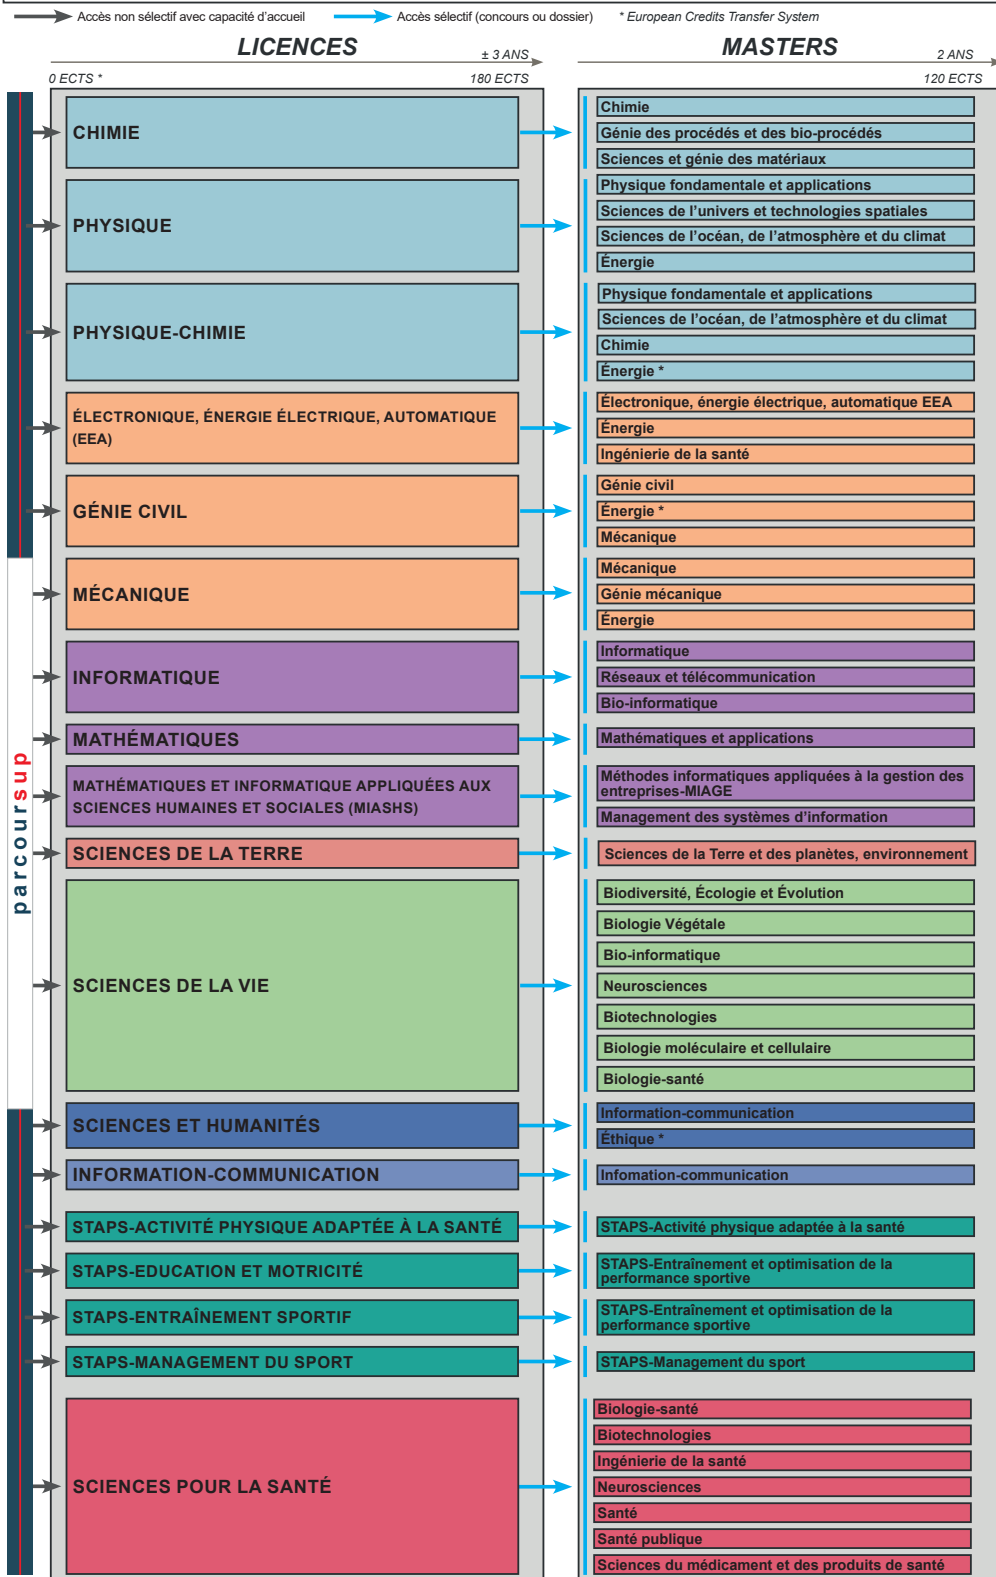 Accès non sélectif avec capacité d'accueil
Accès sélectif (concours ou dossier)
* European Credits Transfer System
LICENCES
± 3 ANS
MASTERS
2 ANS
0 ECTS *
180 ECTS
120 ECTS
parcoursup
CHIMIE
Chimie
Génie des procédés et des bio-procédés
Sciences et génie des matériaux
PHYSIQUE
Physique fondamentale et applications
Sciences de l'univers et technologies spatiales
Sciences de l'océan, de l'atmosphère et du climat
Énergie
PHYSIQUE-CHIMIE
Physique fondamentale et applications
Sciences de l'océan, de l'atmosphère et du climat
Chimie
Énergie *
ÉLECTRONIQUE, ÉNERGIE ÉLECTRIQUE, AUTOMATIQUE
(EEA)
Électronique, énergie électrique, automatique EEA
Énergie
Ingénierie de la santé
GÉNIE CIVIL
Génie civil
Énergie *
Mécanique
MÉCANIQUE
Mécanique
Génie mécanique
Énergie
INFORMATIQUE
Informatique
Réseaux et télécommunication
Bio-informatique
MATHÉMATIQUES
Mathématiques et applications
MATHÉMATIQUES ET INFORMATIQUE APPLIQUÉES AUX
SCIENCES HUMAINES ET SOCIALES (MIASHS)
Méthodes informatiques appliquées à la gestion des
entreprises-MIAGE
Management des systèmes d'information
SCIENCES DE LA TERRE
Sciences de la Terre et des planètes, environnement
SCIENCES DE LA VIE
Biodiversité, Écologie et Évolution
Biologie Végétale
Bio-informatique
Neurosciences
Biotechnologies
Biologie moléculaire et cellulaire
Biologie-santé
SCIENCES ET HUMANITÉS
Information-communication
Éthique *
INFORMATION-COMMUNICATION
Infomation-communication
STAPS-ACTIVITÉ PHYSIQUE ADAPTÉE À LA SANTÉ
STAPS-Activité physique adaptée à la santé
STAPS-EDUCATION ET MOTRICITÉ
STAPS-Entraînement et optimisation de la
performance sportive
STAPS-ENTRAÎNEMENT SPORTIF
STAPS-Entraînement et optimisation de la
performance sportive
STAPS-MANAGEMENT DU SPORT
STAPS-Management du sport
SCIENCES POUR LA SANTÉ
Biologie-santé
Biotechnologies
Ingénierie de la santé
Neurosciences
Santé
Santé publique
Sciences du médicament et des produits de santé